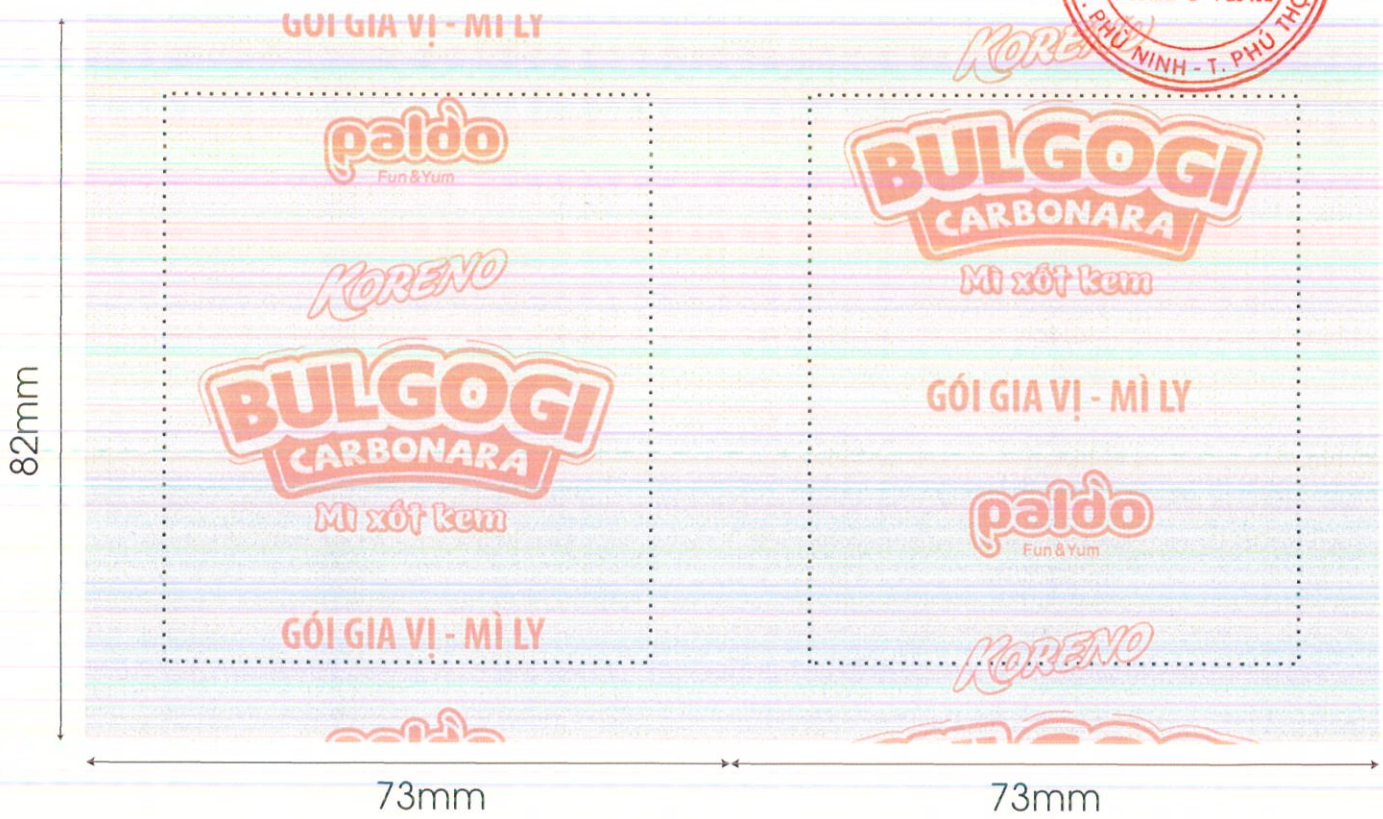 GÓI GIA VỊ - MÌ LY
KORENO
. PHÙ NINH - T. PHÚ THỌ
paldo
Fun&Yum
KORENO
BULGOGI
CARBONARA
Mì xốt kem
GÓI GIA VỊ - MÌ LY
BULGOGI
CARBONARA
Mì xốt kem
GÓI GIA VỊ - MÌ LY
paldo
Fun&Yum
KORENO
82mm
73mm
73mm